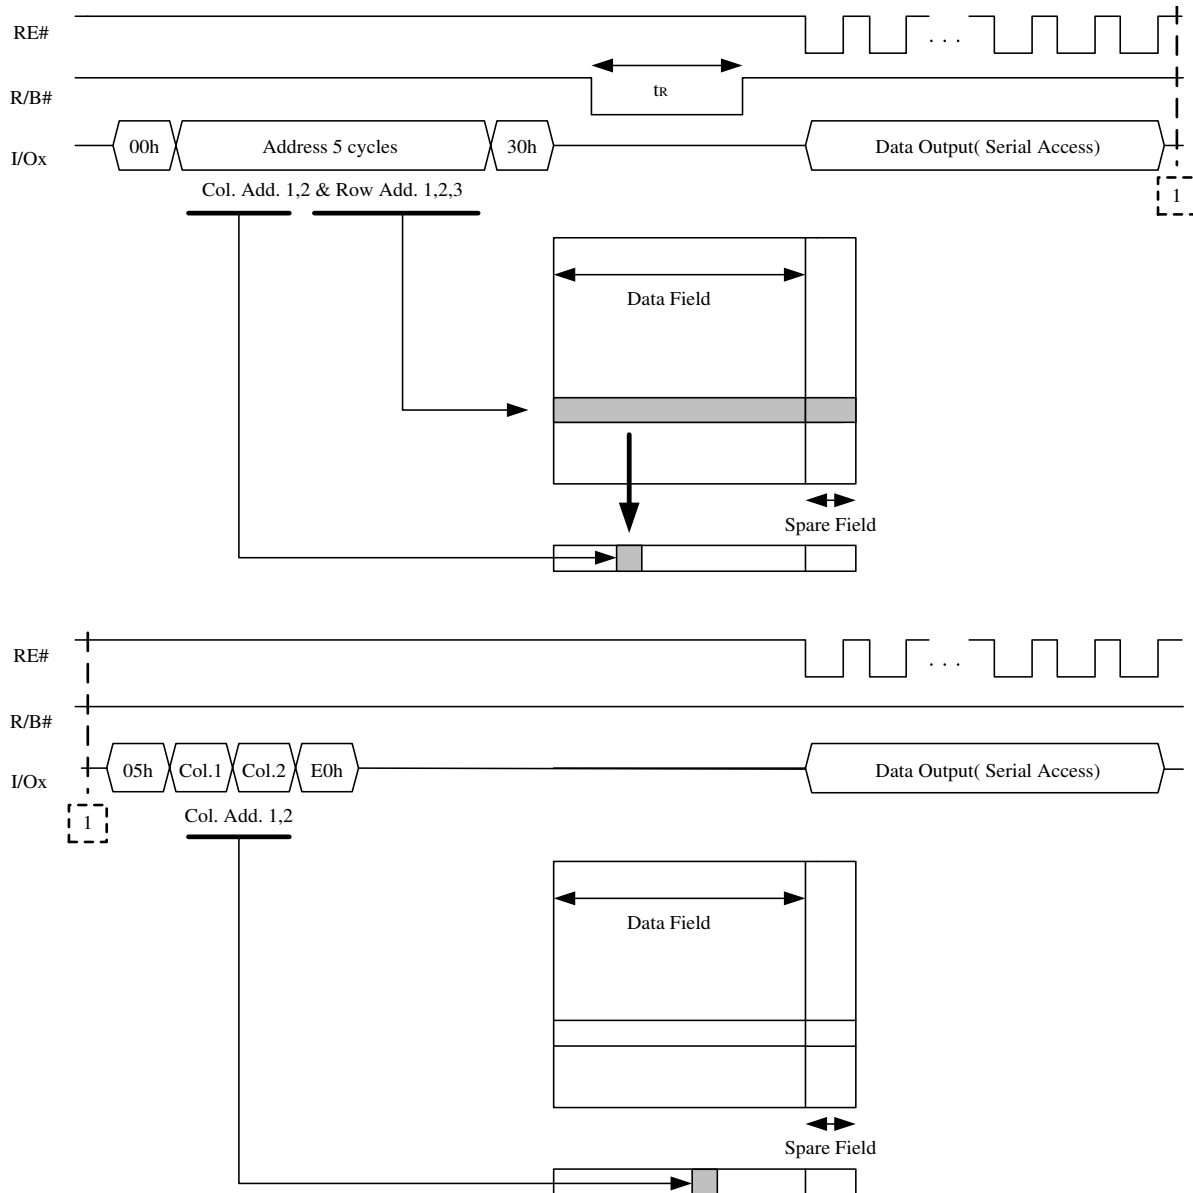 RE#
. . .
R/B#
tR
I/Ox
00h
Address 5 cycles
30h
Data Output( Serial Access)
Col. Add. 1,2 & Row Add. 1,2,3
1
Data Field
Spare Field
RE#
. . .
R/B#
I/Ox
05h
Col.1
Col.2
E0h
Data Output( Serial Access)
1
Col. Add. 1,2
Data Field
Spare Field